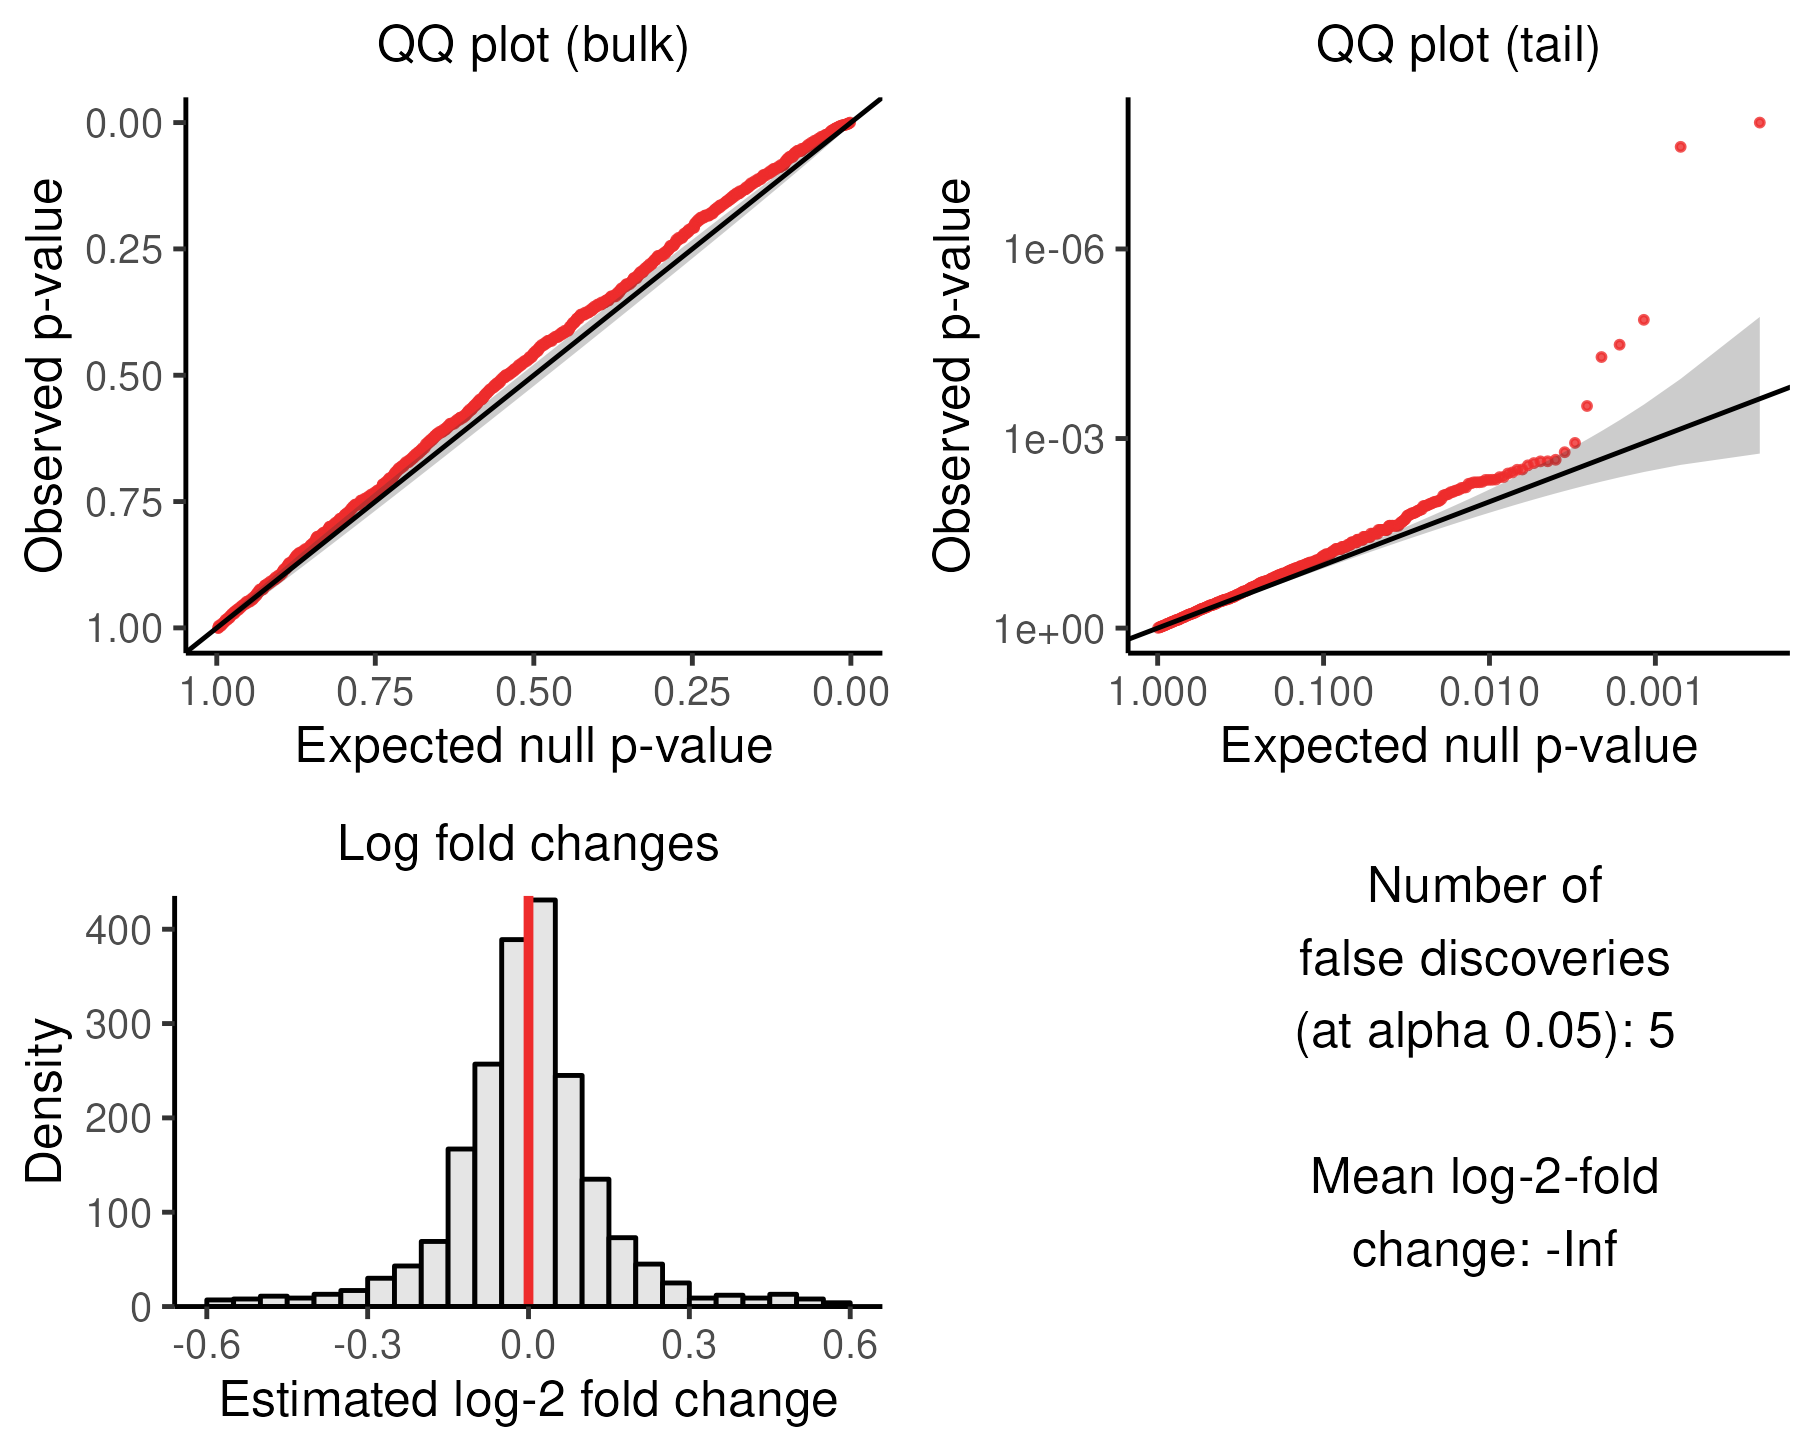 QQ plot (bulk)
Observed p-value
0.00
0.25
0.50
0.75
1.00
1.00 0.75 0.50 0.25 0.00
Expected null p-value
QQ plot (tail)
Observed p-value
1e-06
1e-03
1e+00
1.000 0.100 0.010 0.001
Expected null p-value
Log fold changes
Density
400
300
200
100
0
-0.6 -0.3 0.0 0.3 0.6
Estimated log-2 fold change
Number of
false discoveries
(at alpha 0.05): 5
Mean log-2-fold
change: -Inf